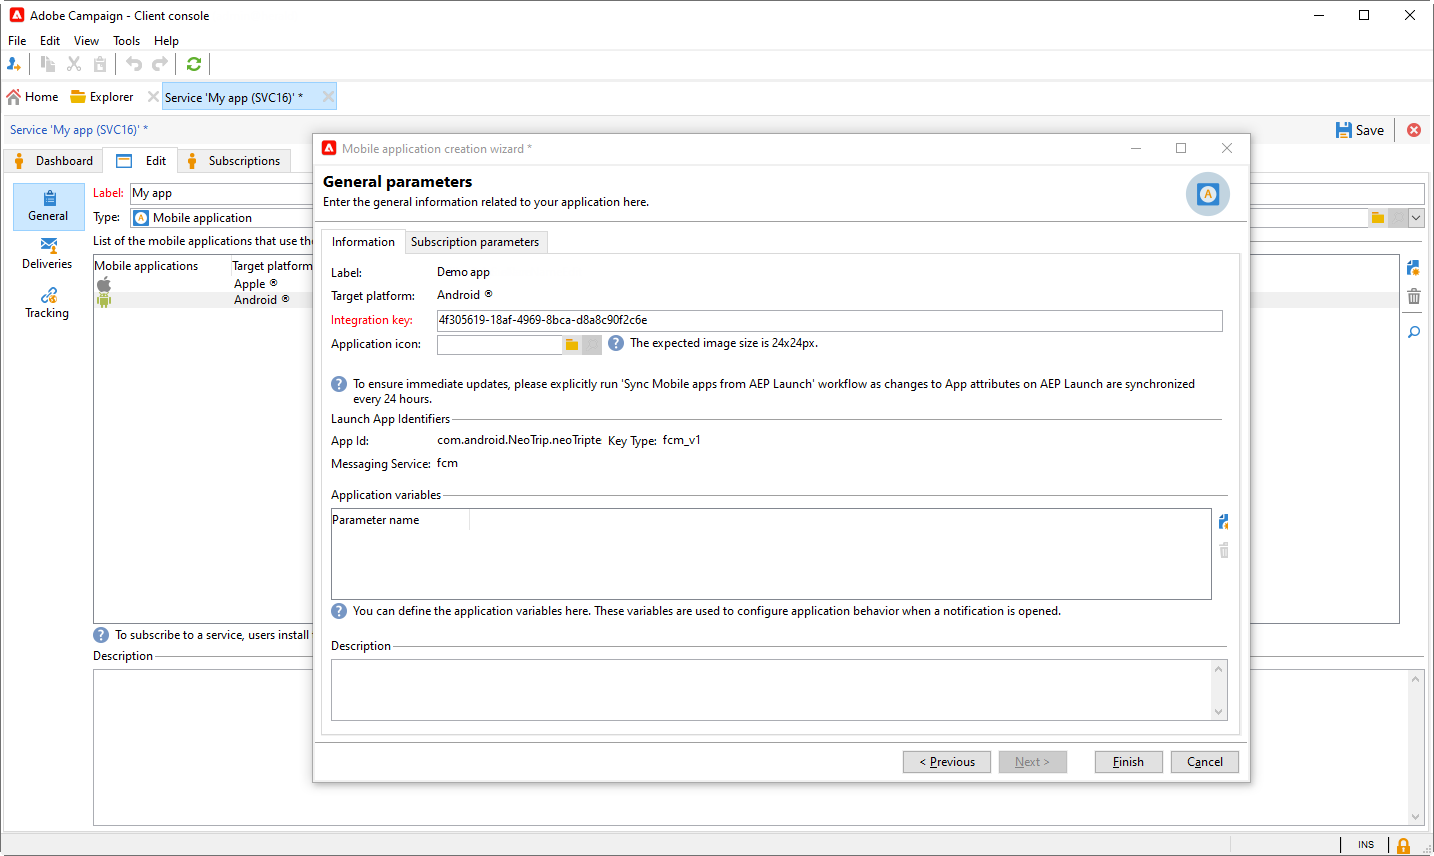 Adobe Campaign - Client console
File Edit View Tools Help
Home Explorer Service 'My app (SVC16)' *
Service 'My app (SVC16)' *
Save
Dashboard Edit Subscriptions
General
Deliveries
Tracking
Label: My app
Type: Mobile application
List of the mobile applications that use the
Mobile applications Target platform
Apple ®
Android ®
To subscribe to a service, users install
Description
Mobile application creation wizard *
General parameters
Enter the general information related to your application here.
Information Subscription parameters
Label: Demo app
Target platform: Android ®
Integration key: 4f305619-18af-4969-8bca-d8a8c90f2c6e
Application icon: The expected image size is 24x24px.
To ensure immediate updates, please explicitly run 'Sync Mobile apps from AEP Launch' workflow as changes to App attributes on AEP Launch are synchronized
every 24 hours.
Launch App Identifiers
App Id: com.android.NeoTrip.neoTripte Key Type: fcm_v1
Messaging Service: fcm
Application variables
Parameter name
You can define the application variables here. These variables are used to configure application behavior when a notification is opened.
Description
< Previous Next > Finish Cancel
INS